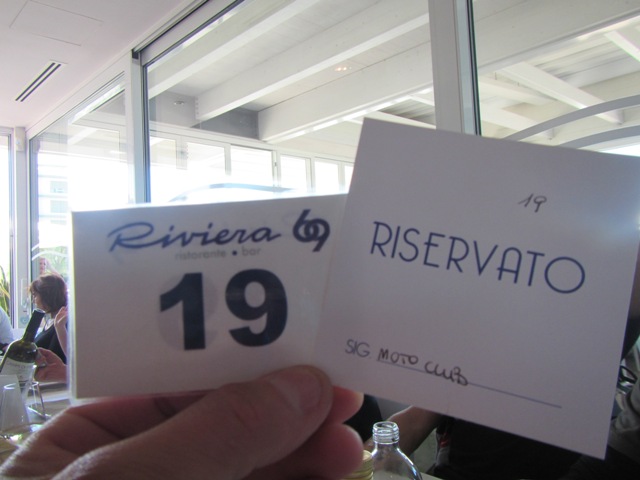 Riviera 69
ristorante • bar
19
19
RISERVATO
SIG MOTO CLUB